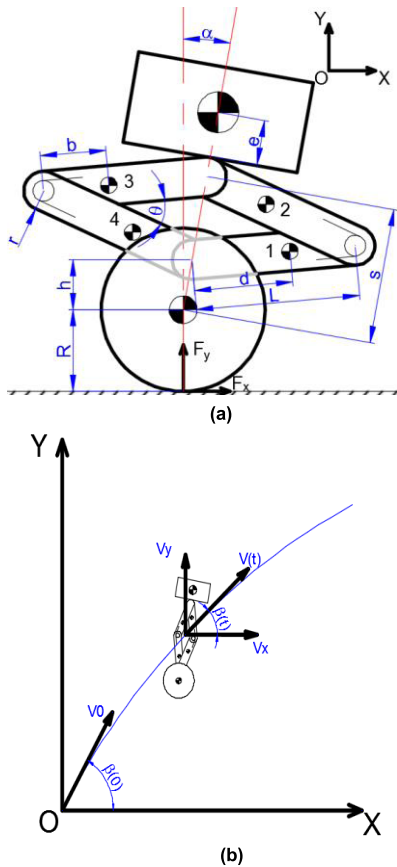 α
Y
O
X
e
b
3
2
θ
4
r
1
d
L
s
h
R
Fy
Fx
(a)
Y
Vy
V(t)
β(t)
Vx
V0
β(0)
O
X
(b)